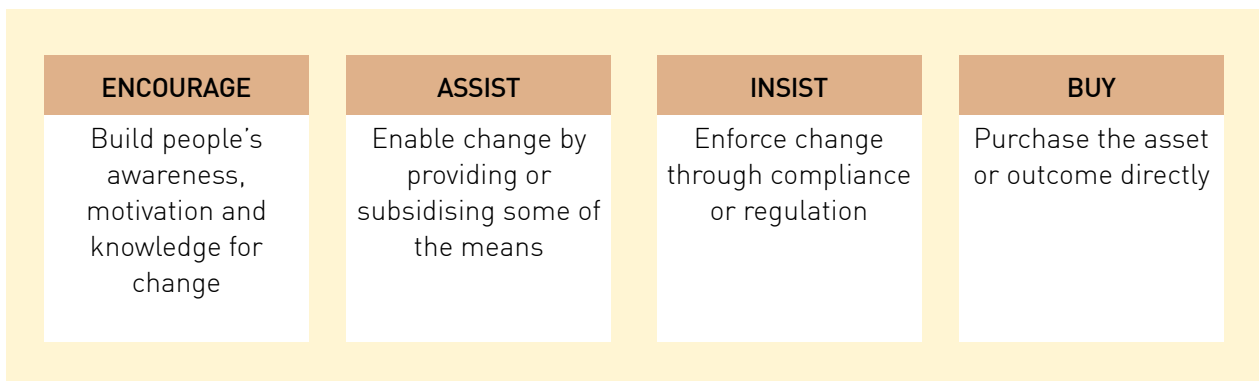 ENCOURAGE
Build people’s
awareness,
motivation and
knowledge for
change
ASSIST
Enable change by
providing or
subsidising some of
the means
INSIST
Enforce change
through compliance
or regulation
BUY
Purchase the asset
or outcome directly